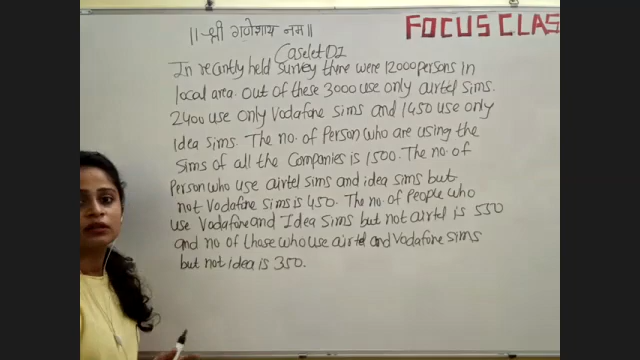 ॥ श्री गणेशाय नमः ॥
FOCUS CLAS
Caselet 01
In recently held survey there were 12000 persons in
local area. Out of these 3000 use only airtel sims.
2400 use only Vodafone sims and 1450 use only
Idea sims. The no. of Person who are using the
sims of all the Companies is 1500. The no. of
Person who use airtel sims and idea sims but
not Vodafone sims is 450. The no. of People who
use Vodafone and Idea sims but not airtel is 550
and no of those who use airtel and Vodafone sims
but not idea is 350.